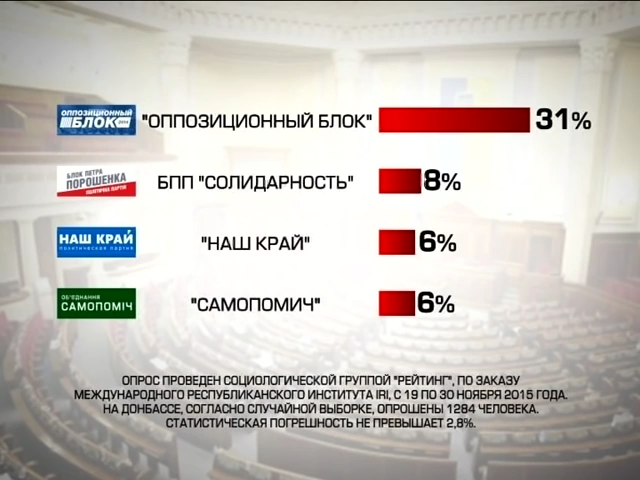 ОППОЗИЦИОННЫЙ
БЛОК
"ОППОЗИЦИОННЫЙ БЛОК"
31%
БЛОК ПЕТРА
ПОРОШЕНКА
ПОЛІТИЧНА ПАРТІЯ
БПП "СОЛИДАРНОСТЬ"
8%
НАШ КРАЙ
политическая партия
"НАШ КРАЙ"
6%
ОБ'ЄДНАННЯ
САМОПОМІЧ
"САМОПОМИЧ"
6%
ОПРОС ПРОВЕДЕН СОЦИОЛОГИЧЕСКОЙ ГРУППОЙ "РЕЙТИНГ", ПО ЗАКАЗУ
МЕЖДУНАРОДНОГО РЕСПУБЛИКАНСКОГО ИНСТИТУТА IRI, С 19 ПО 30 НОЯБРЯ 2015 ГОДА.
НА ДОНБАССЕ, СОГЛАСНО СЛУЧАЙНОЙ ВЫБОРКЕ, ОПРОШЕНЫ 1284 ЧЕЛОВЕКА.
СТАТИСТИЧЕСКАЯ ПОГРЕШНОСТЬ НЕ ПРЕВЫШАЕТ 2,8%.